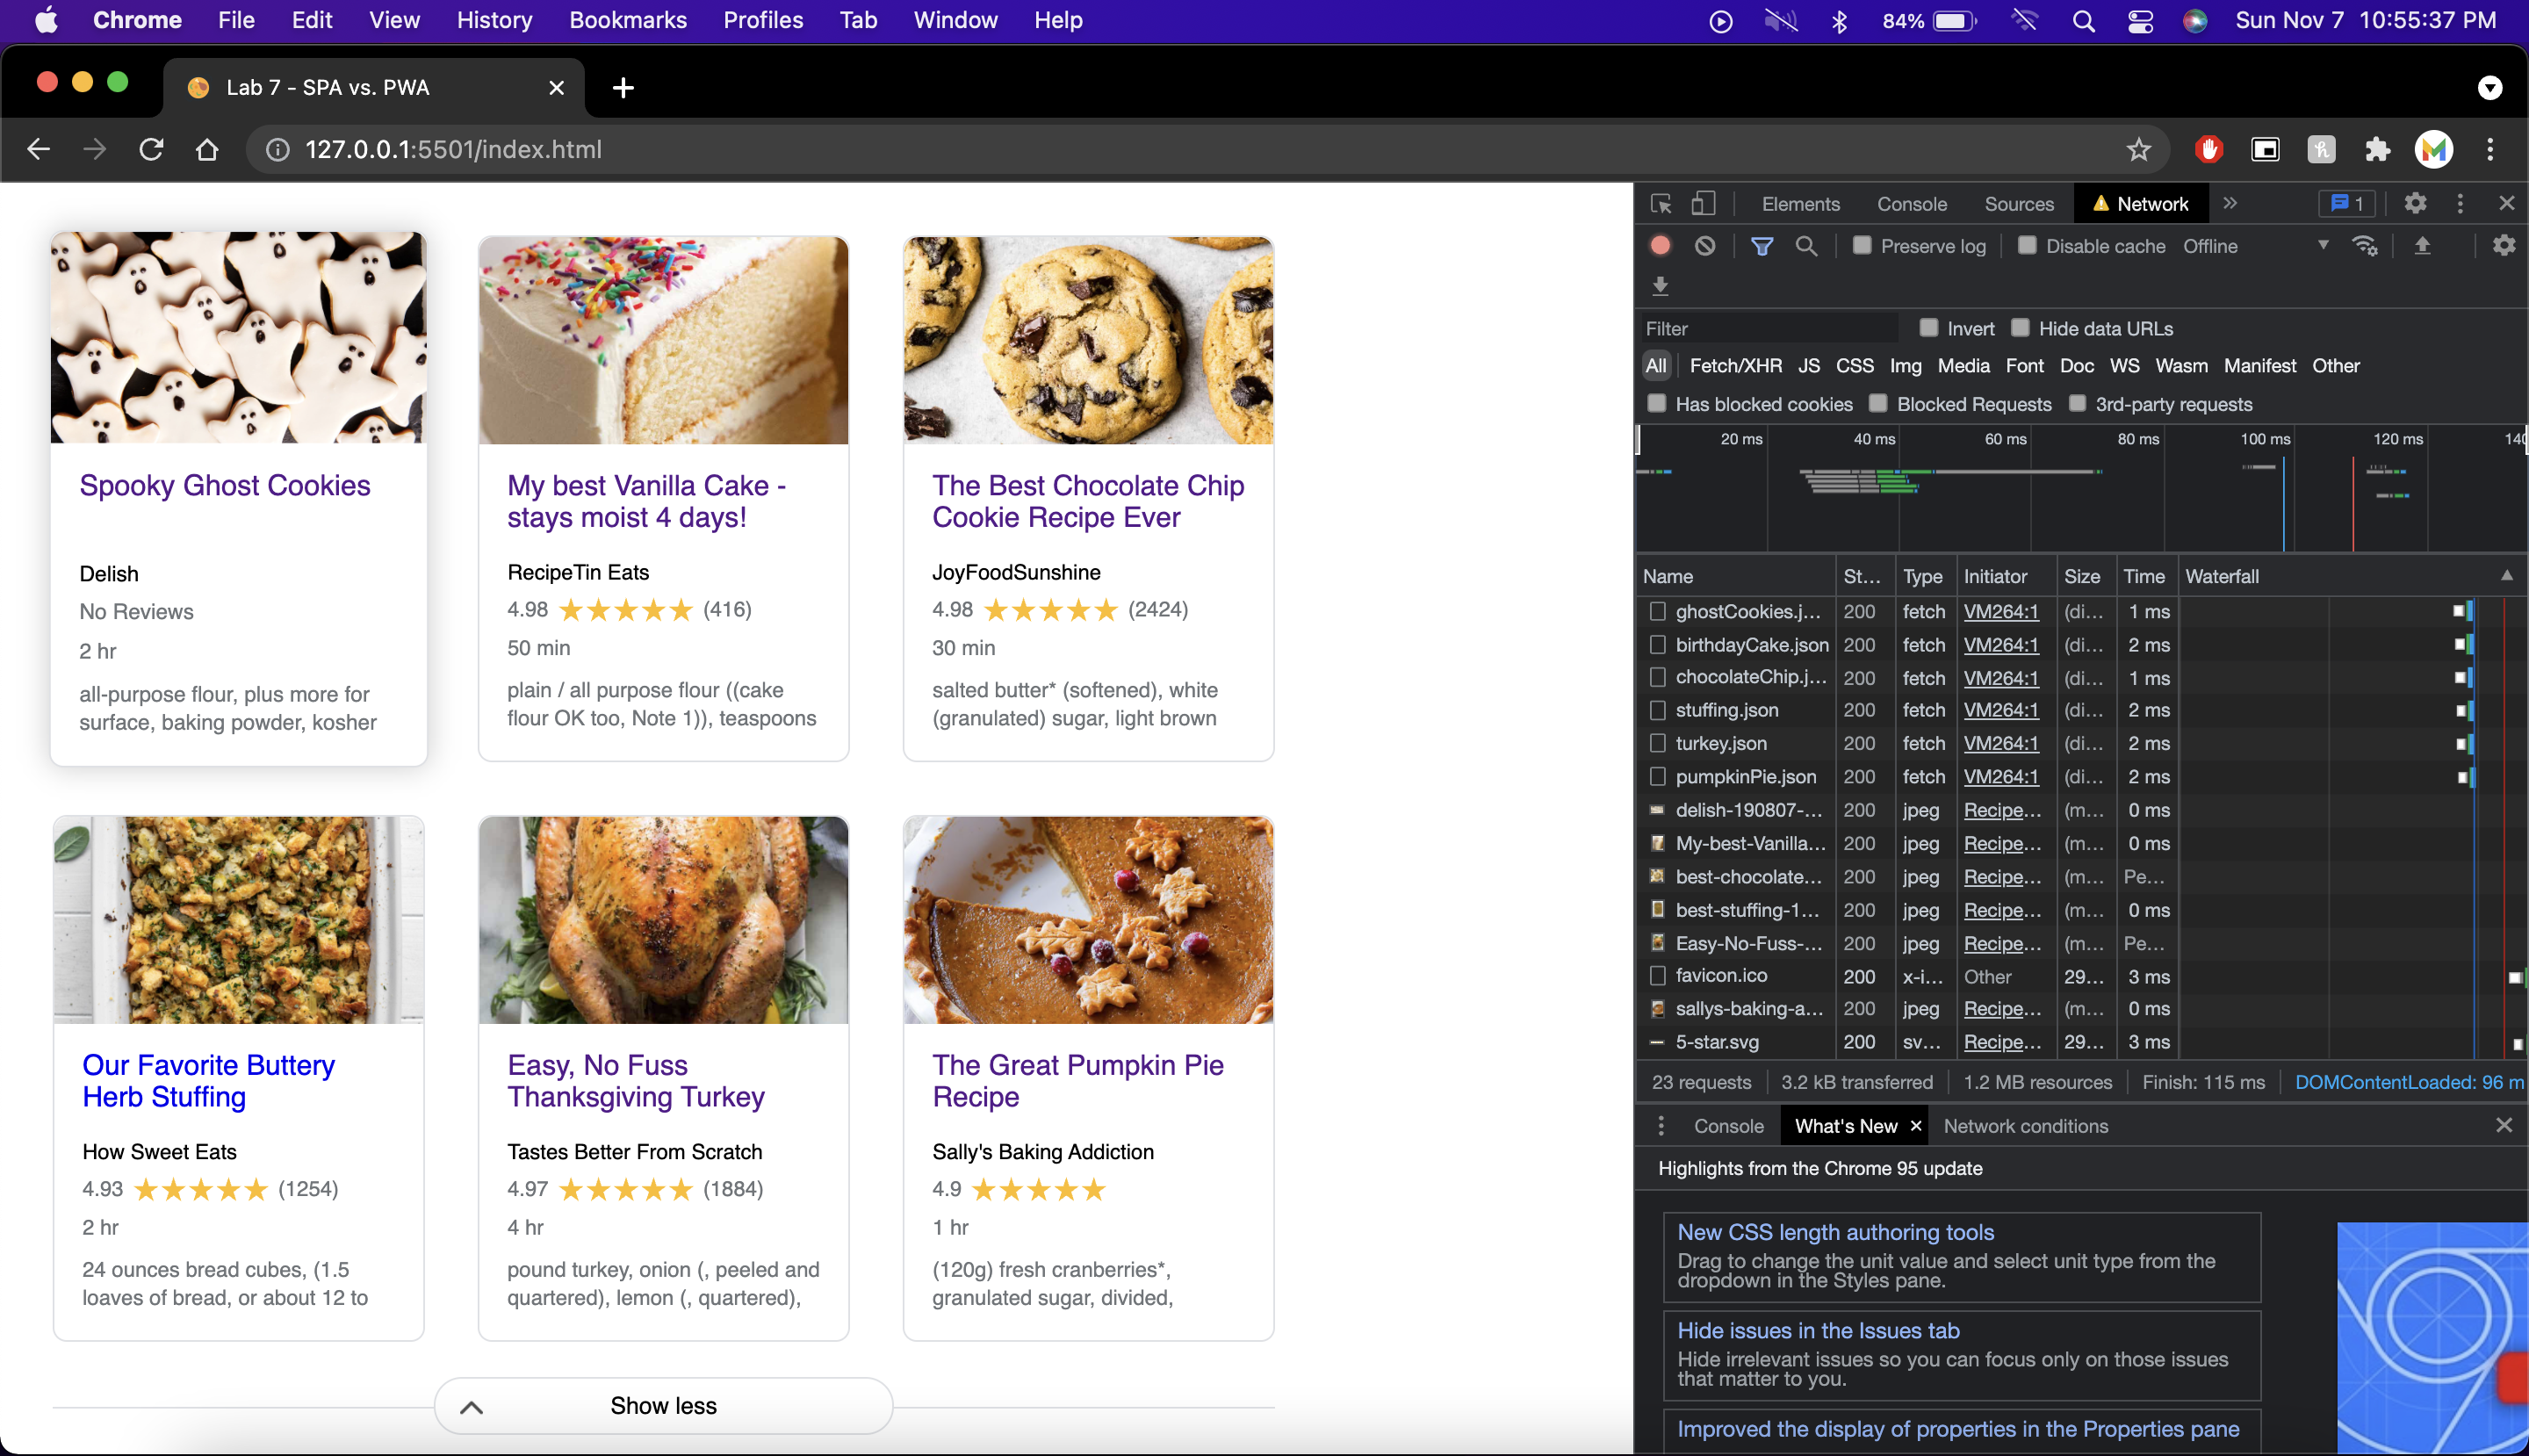 Chrome File Edit View History Bookmarks Profiles Tab Window Help 84% Sun Nov 7 10:55:37 PM
Lab 7 - SPA vs. PWA
127.0.0.1:5501/index.html
Spooky Ghost Cookies
Delish
No Reviews
2 hr
all-purpose flour, plus more for
surface, baking powder, kosher
My best Vanilla Cake -
stays moist 4 days!
RecipeTin Eats
4.98 (416)
50 min
plain / all purpose flour ((cake
flour OK too, Note 1)), teaspoons
The Best Chocolate Chip
Cookie Recipe Ever
JoyFoodSunshine
4.98 (2424)
30 min
salted butter* (softened), white
(granulated) sugar, light brown
Our Favorite Buttery
Herb Stuffing
How Sweet Eats
4.93 (1254)
2 hr
24 ounces bread cubes, (1.5
loaves of bread, or about 12 to
Easy, No Fuss
Thanksgiving Turkey
Tastes Better From Scratch
4.97 (1884)
4 hr
pound turkey, onion (, peeled and
quartered), lemon (, quartered),
The Great Pumpkin Pie
Recipe
Sally's Baking Addiction
4.9
1 hr
(120g) fresh cranberries*,
granulated sugar, divided,
Show less
Elements Console Sources Network 1
Preserve log Disable cache Offline
Filter Invert Hide data URLs
All Fetch/XHR JS CSS Img Media Font Doc WS Wasm Manifest Other
Has blocked cookies Blocked Requests 3rd-party requests
20 ms 40 ms 60 ms 80 ms 100 ms 120 ms 140
Name St... Type Initiator Size Time Waterfall
ghostCookies.j... 200 fetch VM264:1 (di... 1 ms
birthdayCake.json 200 fetch VM264:1 (di... 2 ms
chocolateChip.j... 200 fetch VM264:1 (di... 1 ms
stuffing.json 200 fetch VM264:1 (di... 2 ms
turkey.json 200 fetch VM264:1 (di... 2 ms
pumpkinPie.json 200 fetch VM264:1 (di... 2 ms
delish-190807-... 200 jpeg Recipe... (m... 0 ms
My-best-Vanilla... 200 jpeg Recipe... (m... 0 ms
best-chocolate... 200 jpeg Recipe... (m... Pe...
best-stuffing-1... 200 jpeg Recipe... (m... 0 ms
Easy-No-Fuss-... 200 jpeg Recipe... (m... Pe...
favicon.ico 200 x-i... Other 29... 3 ms
sallys-baking-a... 200 jpeg Recipe... (m... 0 ms
5-star.svg 200 sv... Recipe... 29... 3 ms
23 requests 3.2 kB transferred 1.2 MB resources Finish: 115 ms DOMContentLoaded: 96 m
Console What's New Network conditions
Highlights from the Chrome 95 update
New CSS length authoring tools
Drag to change the unit value and select unit type from the
dropdown in the Styles pane.
Hide issues in the Issues tab
Hide irrelevant issues so you can focus only on those issues
that matter to you.
Improved the display of properties in the Properties pane